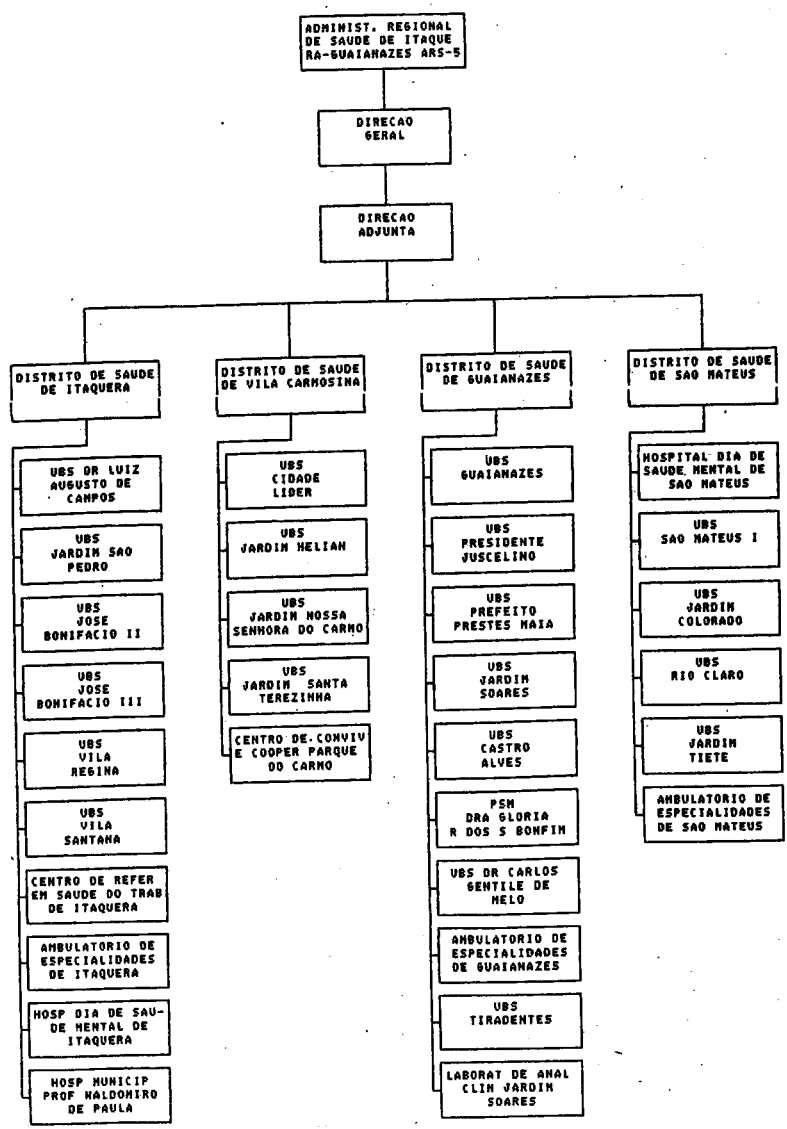 ADMINIST. REGIONAL
DE SAUDE DE ITAQUE
RA-GUAIANAZES ARS-5
DIRECAO
GERAL
DIRECAO
ADJUNTA
DISTRITO DE SAUDE
DE ITAQUERA
UBS DR LUIZ
AUGUSTO DE
CAMPOS
UBS
JARDIM SAO
PEDRO
UBS
JOSE
BONIFACIO II
UBS
JOSE
BONIFACIO III
UBS
VILA
REGINA
UBS
VILA
SANTANA
CENTRO DE REFER
EM SAUDE DO TRAB
DE ITAQUERA
AMBULATORIO DE
ESPECIALIDADES
DE ITAQUERA
HOSP DIA DE SAU-
DE MENTAL DE
ITAQUERA
HOSP MUNICIP
PROF WALDOMIRO
DE PAULA
DISTRITO DE SAUDE
DE VILA CARMOSINA
UBS
CIDADE
LIDER
UBS
JARDIM HELIAN
UBS
JARDIM NOSSA
SENHORA DO CARMO
UBS
JARDIM SANTA
TEREZINHA
CENTRO DE CONVIV
E COOPER PARQUE
DO CARMO
DISTRITO DE SAUDE
DE GUAIANAZES
UBS
GUAIANAZES
UBS
PRESIDENTE
JUSCELINO
UBS
PREFEITO
PRESTES MAIA
UBS
JARDIM
SOARES
UBS
CASTRO
ALVES
PSM
DRA GLORIA
R DOS S BONFIM
UBS DR CARLOS
GENTILE DE
MELO
AMBULATORIO DE
ESPECIALIDADES
DE GUAIANAZES
UBS
TIRADENTES
LABORAT DE ANAL
CLIN JARDIM
SOARES
DISTRITO DE SAUDE
DE SAO MATEUS
HOSPITAL DIA DE
SAUDE MENTAL DE
SAO MATEUS
UBS
SAO MATEUS I
UBS
JARDIM
COLORADO
UBS
RIO CLARO
UBS
JARDIM
TIETE
AMBULATORIO DE
ESPECIALIDADES
DE SAO MATEUS